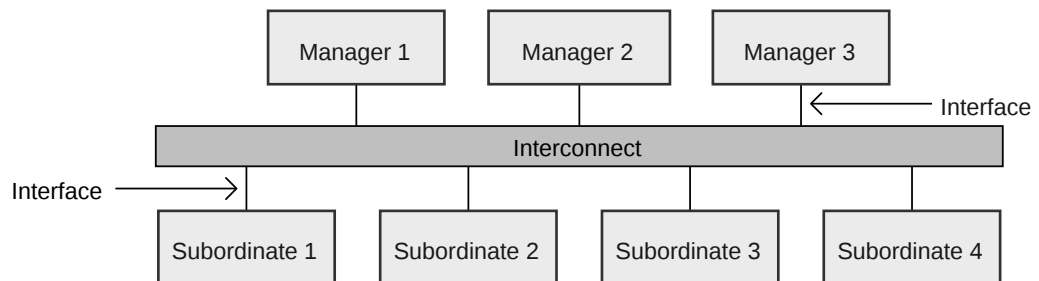 Manager 1
Manager 2
Manager 3
Interface
Interconnect
Interface
Subordinate 1
Subordinate 2
Subordinate 3
Subordinate 4